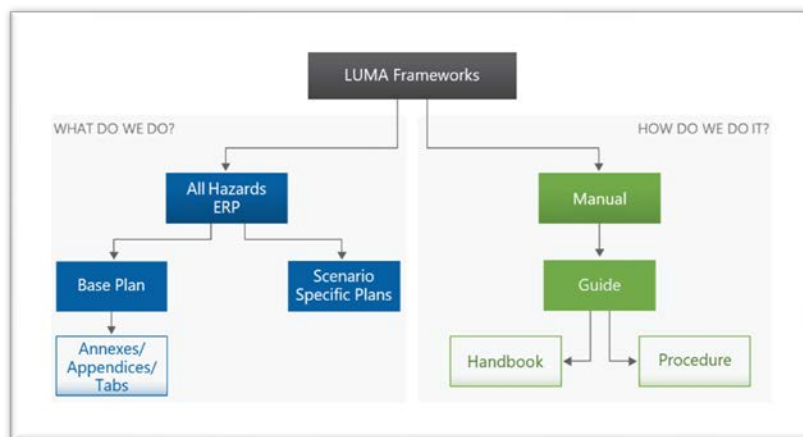 LUMA Frameworks
WHAT DO WE DO?
HOW DO WE DO IT?
All Hazards
ERP
Manual
Base Plan
Scenario
Specific Plans
Guide
Annexes/
Appendices/
Tabs
Handbook
Procedure